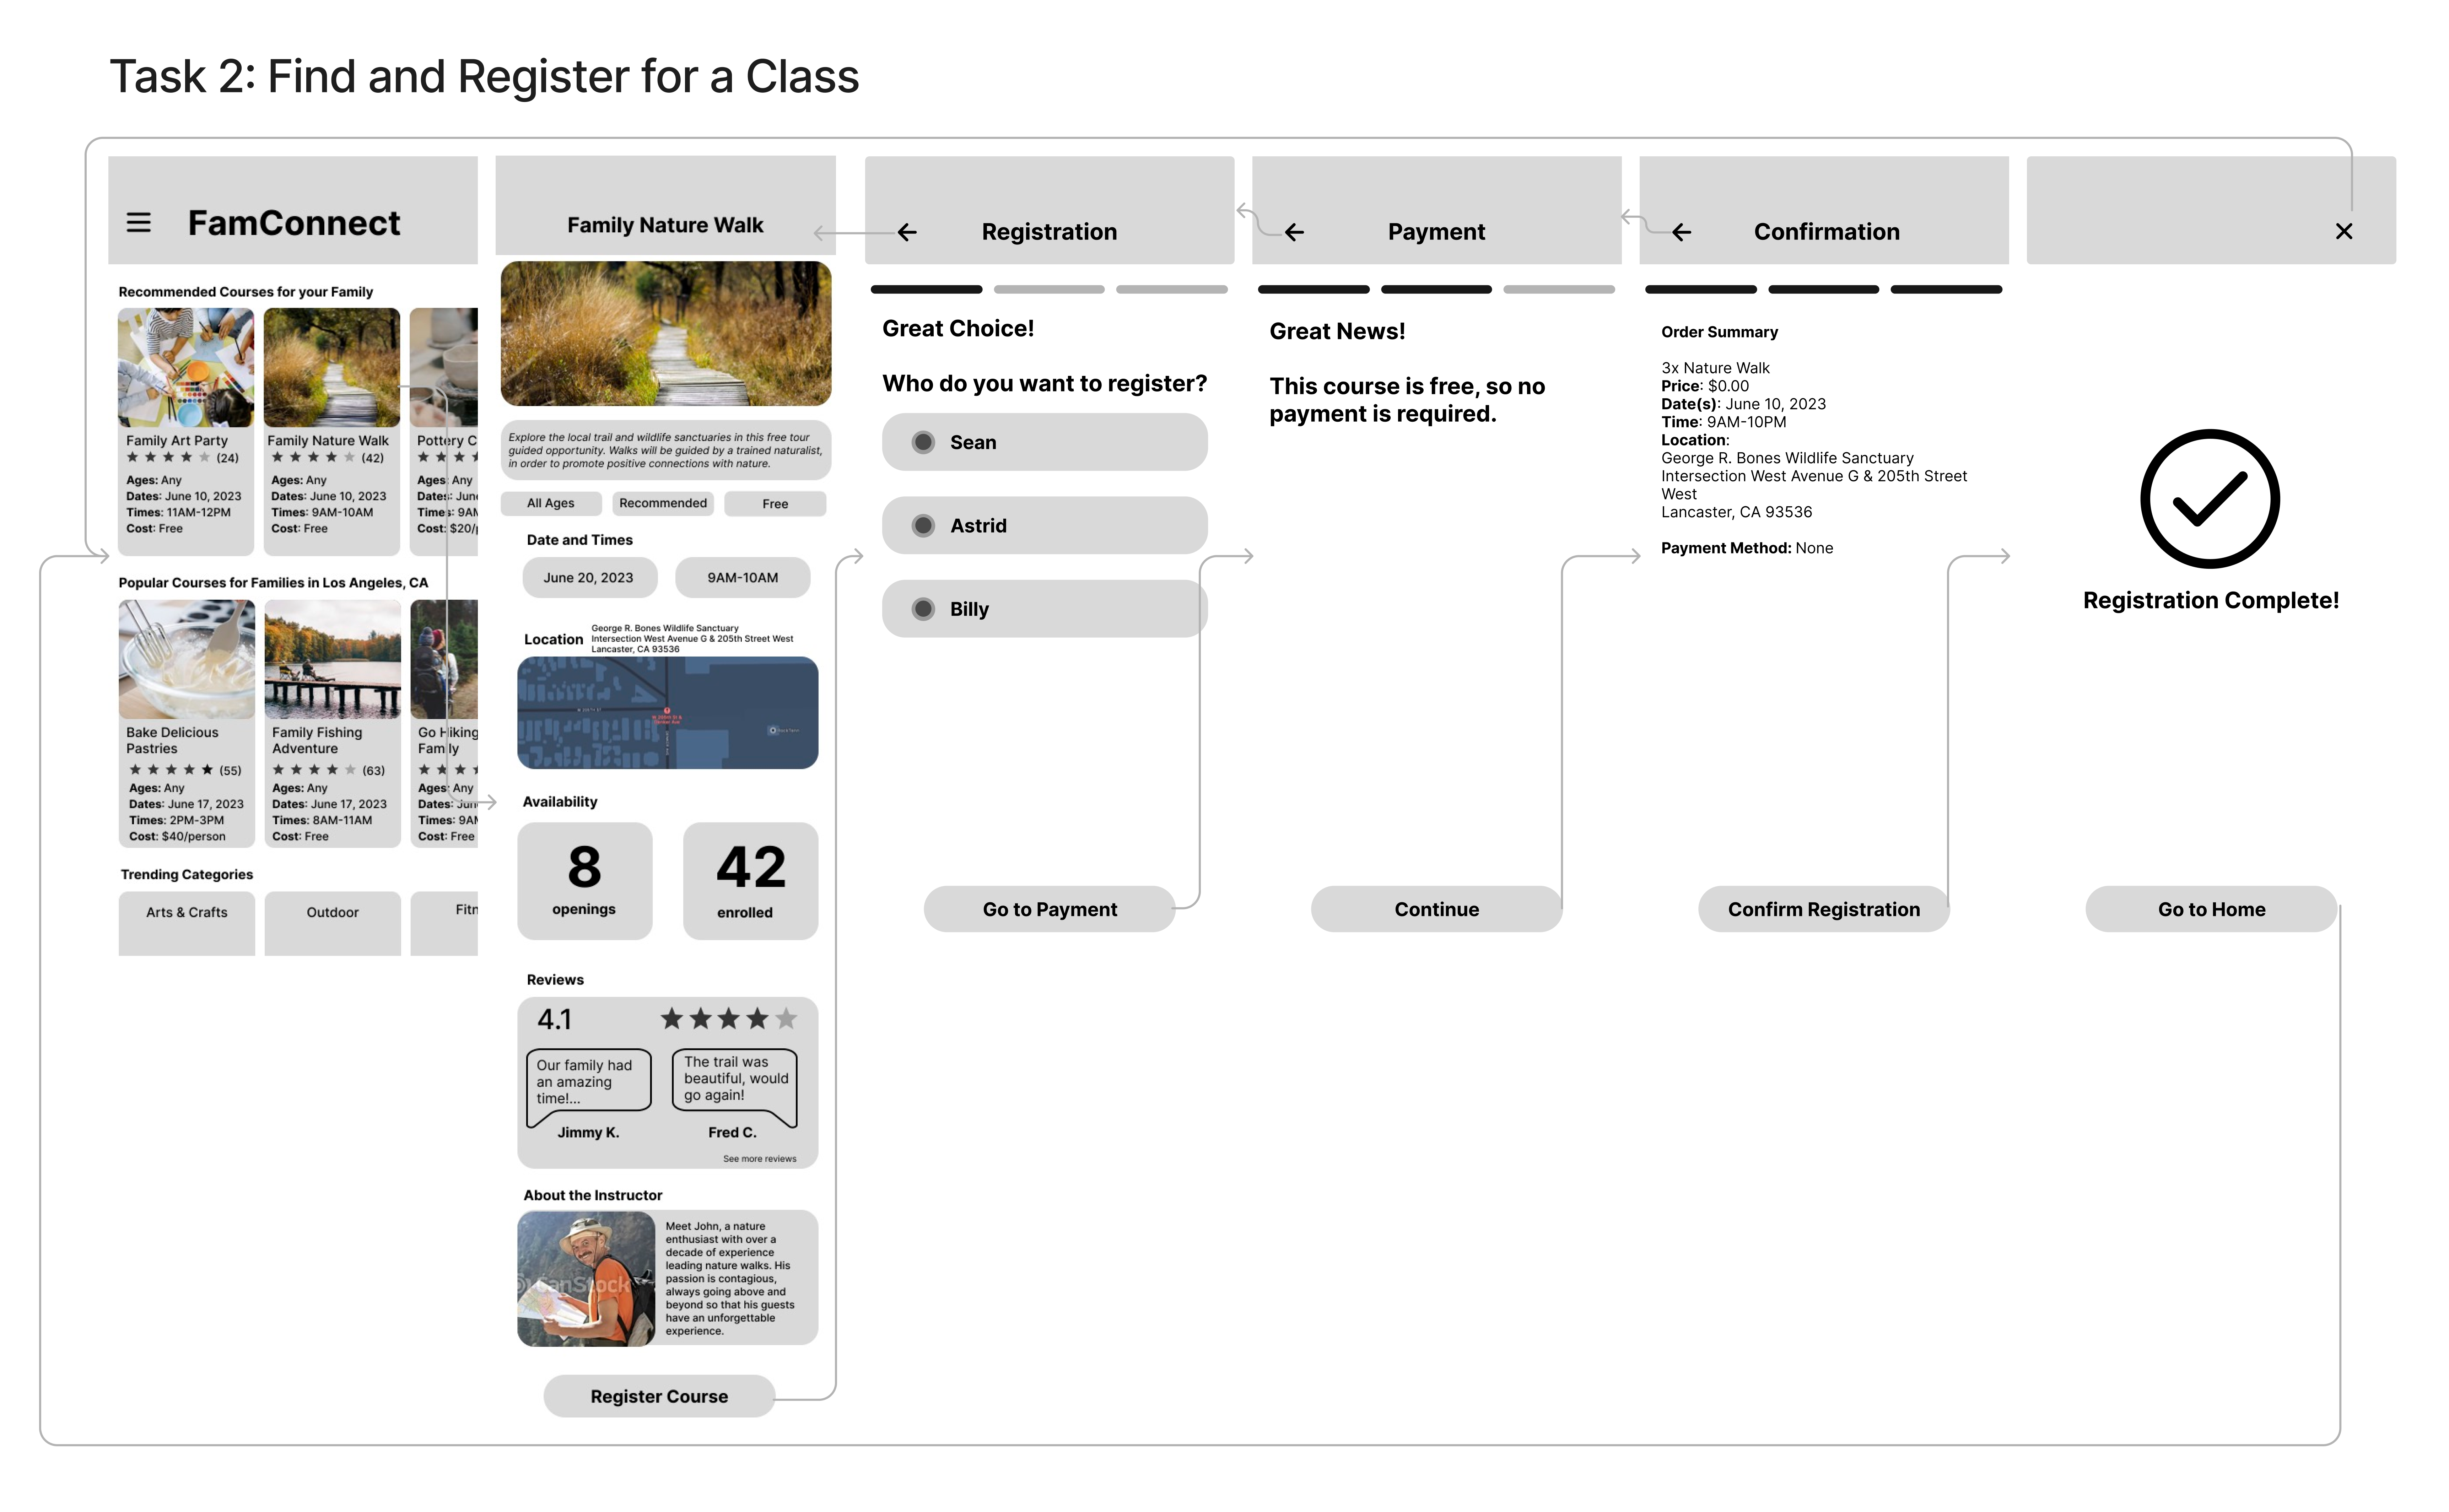 Task 2: Find and Register for a Class
FamConnect
Recommended Courses for your Family
Family Art Party
(24)
Ages: Any
Dates: June 10, 2023
Times: 11AM-12PM
Cost: Free
Family Nature Walk
(42)
Ages: Any
Dates: June 10, 2023
Times: 9AM-10AM
Cost: Free
Pottery C
Ages: Any
Dates: June
Times: 9AM
Cost: $20/
Popular Courses for Families in Los Angeles, CA
Bake Delicious
Pastries
(55)
Ages: Any
Dates: June 17, 2023
Times: 2PM-3PM
Cost: $40/person
Family Fishing
Adventure
(63)
Ages: Any
Dates: June 17, 2023
Times: 8AM-11AM
Cost: Free
Go Hiking
Family
Ages: Any
Dates: Jun
Times: 9AM
Cost: Free
Trending Categories
Arts & Crafts
Outdoor
Fitn
Family Nature Walk
Explore the local trail and wildlife sanctuaries in this free tour
guided opportunity. Walks will be guided by a trained naturalist,
in order to promote positive connections with nature.
All Ages
Recommended
Free
Date and Times
June 20, 2023
9AM-10AM
Location
George R. Bones Wildlife Sanctuary
Intersection West Avenue G & 205th Street West
Lancaster, CA 93536
Availability
8
openings
42
enrolled
Reviews
4.1
Our family had
an amazing
time!...
Jimmy K.
The trail was
beautiful, would
go again!
Fred C.
See more reviews
About the Instructor
CanStock
Meet John, a nature
enthusiast with over a
decade of experience
leading nature walks. His
passion is contagious,
always going above and
beyond so that his guests
have an unforgettable
experience.
Register Course
Registration
Great Choice!
Who do you want to register?
Sean
Astrid
Billy
Go to Payment
Payment
Great News!
This course is free, so no
payment is required.
Continue
Confirmation
Order Summary
3x Nature Walk
Price: $0.00
Date(s): June 10, 2023
Time: 9AM-10PM
Location:
George R. Bones Wildlife Sanctuary
Intersection West Avenue G & 205th Street
West
Lancaster, CA 93536
Payment Method: None
Confirm Registration
Registration Complete!
Go to Home